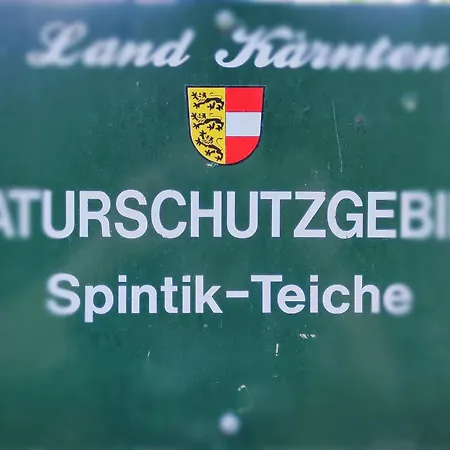 Land Kärnten
ATURSCHUTZGEBI
Spintik-Teiche